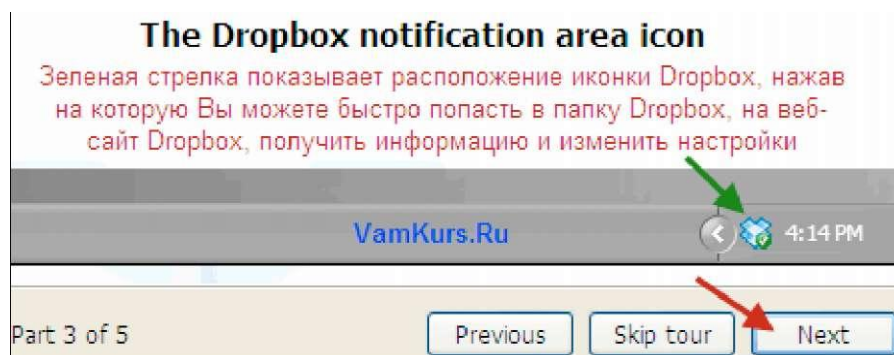 The Dropbox notification area icon
Зеленая стрелка показывает расположение иконки Dropbox, нажав
на которую Вы можете быстро попасть в папку Dropbox, на веб-
сайт Dropbox, получить информацию и изменить настройки
VamKurs.Ru
4:14 PM
Part 3 of 5
Previous
Skip tour
Next